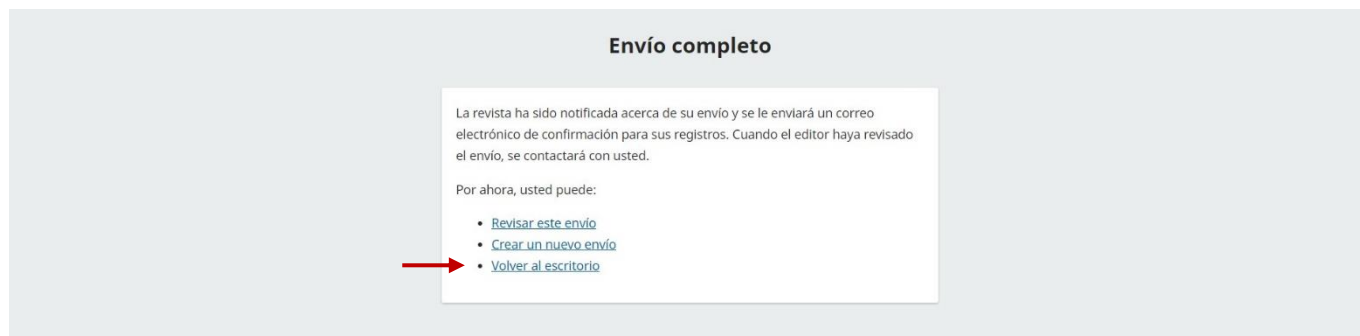 Envío completo
La revista ha sido notificada acerca de su envío y se le enviará un correo
electrónico de confirmación para sus registros. Cuando el editor haya revisado
el envío, se contactará con usted.
Por ahora, usted puede:
• Revisar este envío
• Crear un nuevo envío
• Volver al escritorio